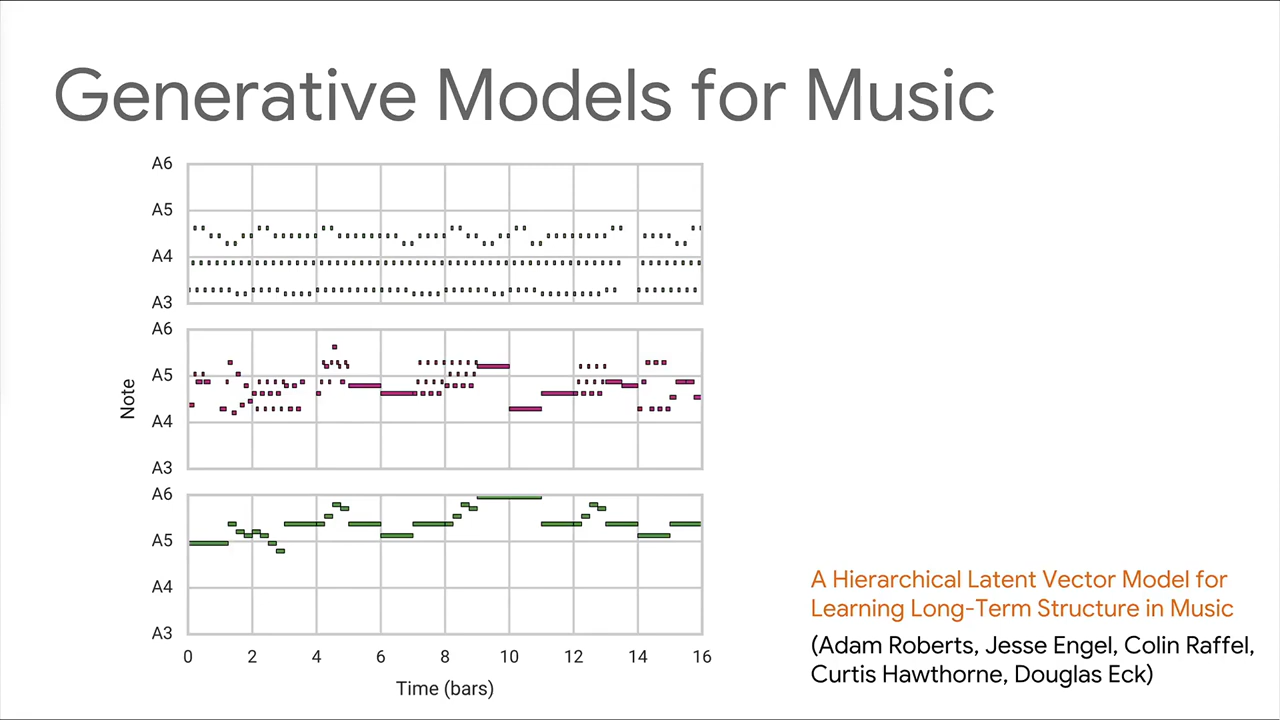 Generative Models for Music
A6
A5
A4
A3
A6
A5
A4
A3
A6
A5
A4
A3
Note
0 2 4 6 8 10 12 14 16
Time (bars)
A Hierarchical Latent Vector Model for
Learning Long-Term Structure in Music
(Adam Roberts, Jesse Engel, Colin Raffel,
Curtis Hawthorne, Douglas Eck)